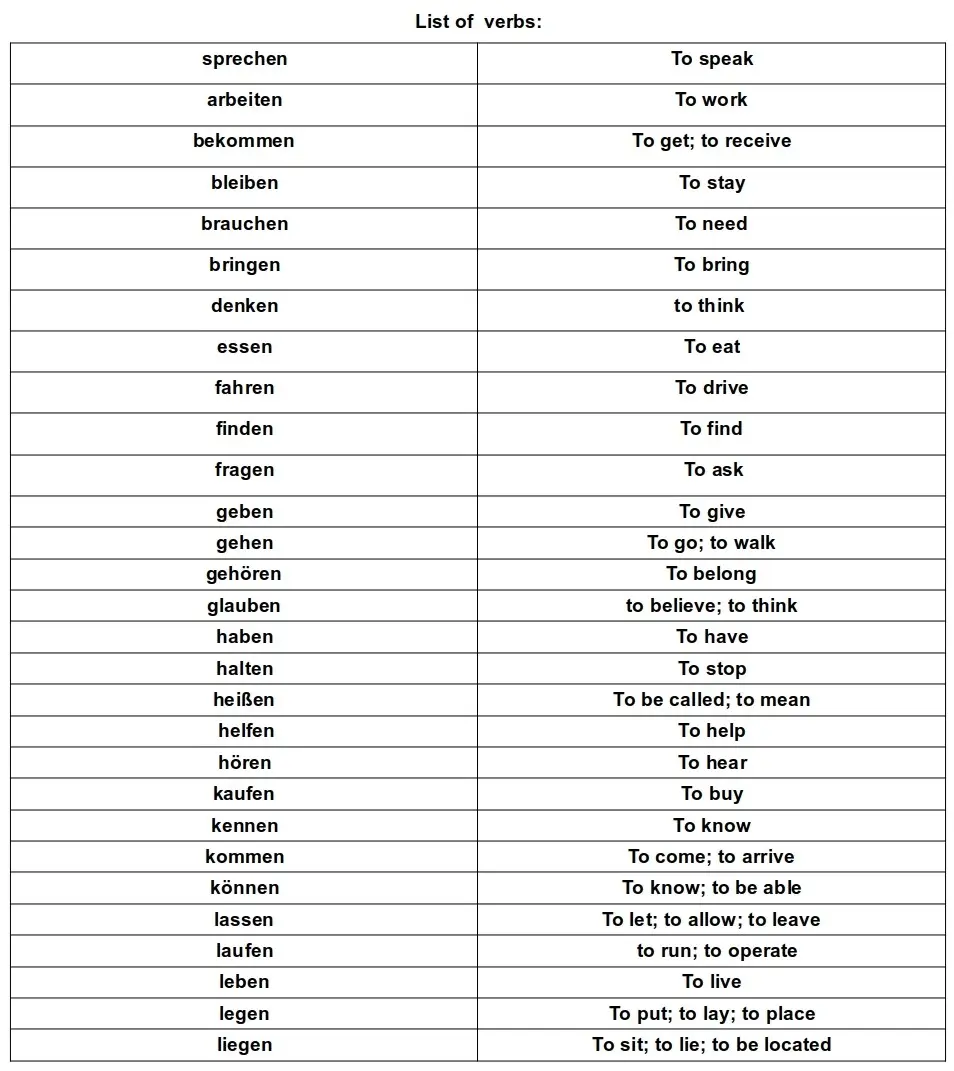 List of verbs:
sprechen To speak
arbeiten To work
bekommen To get; to receive
bleiben To stay
brauchen To need
bringen To bring
denken to think
essen To eat
fahren To drive
finden To find
fragen To ask
geben To give
gehen To go; to walk
gehören To belong
glauben to believe; to think
haben To have
halten To stop
heißen To be called; to mean
helfen To help
hören To hear
kaufen To buy
kennen To know
kommen To come; to arrive
können To know; to be able
lassen To let; to allow; to leave
laufen to run; to operate
leben To live
legen To put; to lay; to place
liegen To sit; to lie; to be located